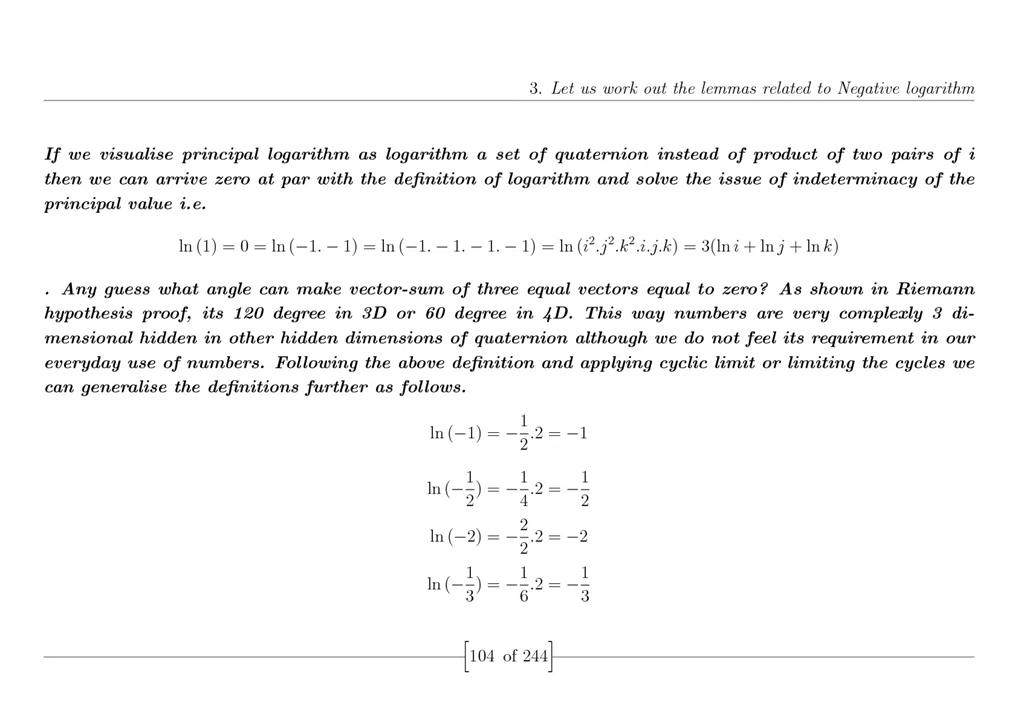 3. Let us work out the lemmas related to Negative logarithm
If we visualise principal logarithm as logarithm a set of quaternion instead of product of two pairs of i
then we can arrive zero at par with the definition of logarithm and solve the issue of indeterminacy of the
principal value i.e.
ln (1) = 0 = ln (−1. − 1) = ln (−1. − 1. − 1. − 1) = ln (i².j².k².i.j.k) = 3(ln i + ln j + ln k)
. Any guess what angle can make vector-sum of three equal vectors equal to zero? As shown in Riemann
hypothesis proof, its 120 degree in 3D or 60 degree in 4D. This way numbers are very complexly 3 di-
mensional hidden in other hidden dimensions of quaternion although we do not feel its requirement in our
everyday use of numbers. Following the above definition and applying cyclic limit or limiting the cycles we
can generalise the definitions further as follows.
ln (−1) = −1/2.2 = −1
ln (−1/2) = −1/4.2 = −1/2
ln (−2) = −2/2.2 = −2
ln (−1/3) = −1/6.2 = −1/3
[104 of 244]